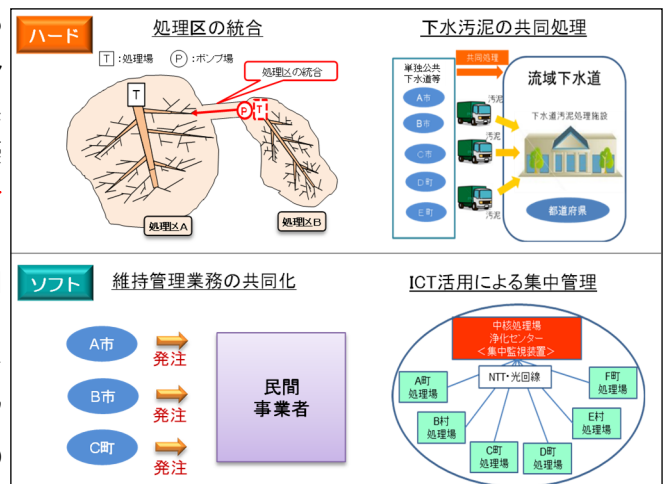 ハード
処理区の統合
T :処理場 P :ポンプ場
処理区の統合
T
P
T
処理区A
処理区B
下水汚泥の共同処理
共同処理
単独公共
下水道等
A市
B市
C市
D町
E町
汚泥
汚泥
汚泥
流域下水道
下水道汚泥処理施設
都道府県
ソフト
維持管理業務の共同化
A市
発注
B市
発注
C町
発注
民間
事業者
ICT活用による集中管理
中核処理場
浄化センター
<集中監視装置>
NTT・光回線
A町
処理場
B村
処理場
C町
処理場
D町
処理場
E村
処理場
F町
処理場